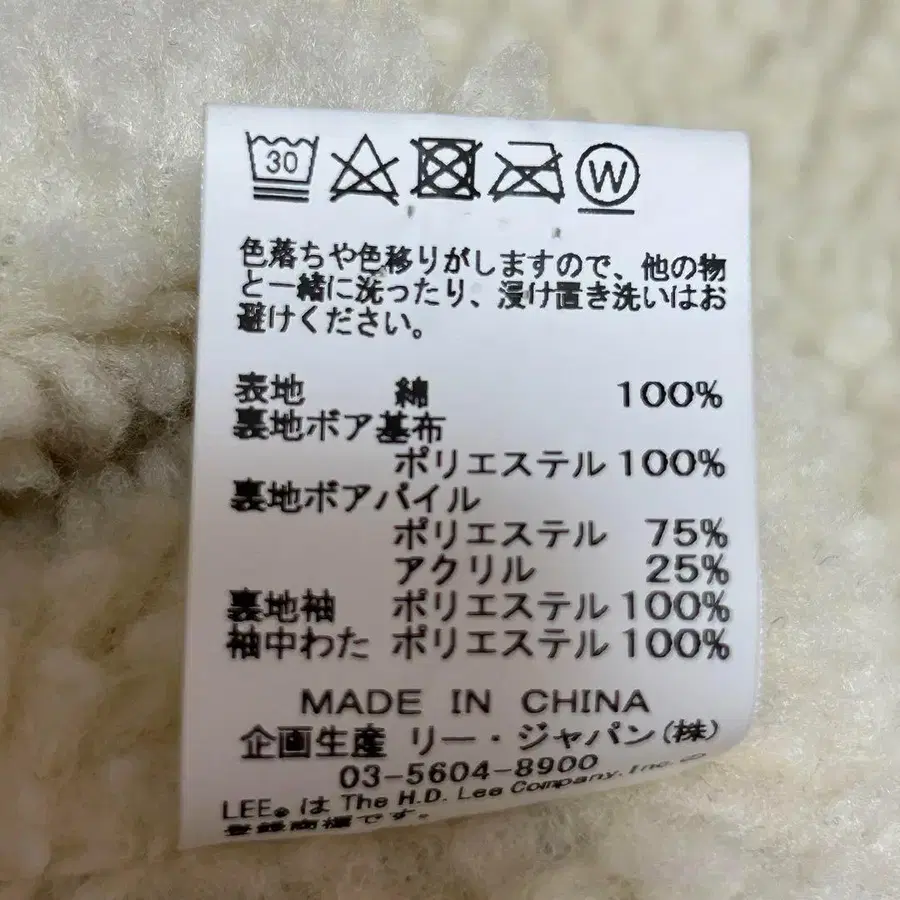 30
W
色落ちや色移りがしますので、他の物
と一緒に洗ったり、浸け置き洗いはお
避けください。
表地 綿 100%
裏地ボア基布
ポリエステル 100%
裏地ボアパイル
ポリエステル 75%
アクリル 25%
裏地袖 ポリエステル 100%
袖中わた ポリエステル 100%
MADE IN CHINA
企画生産 リー・ジャパン(株)
03-5604-8900
LEE® は The H.D. Lee Company, Inc. の
登録商標です。